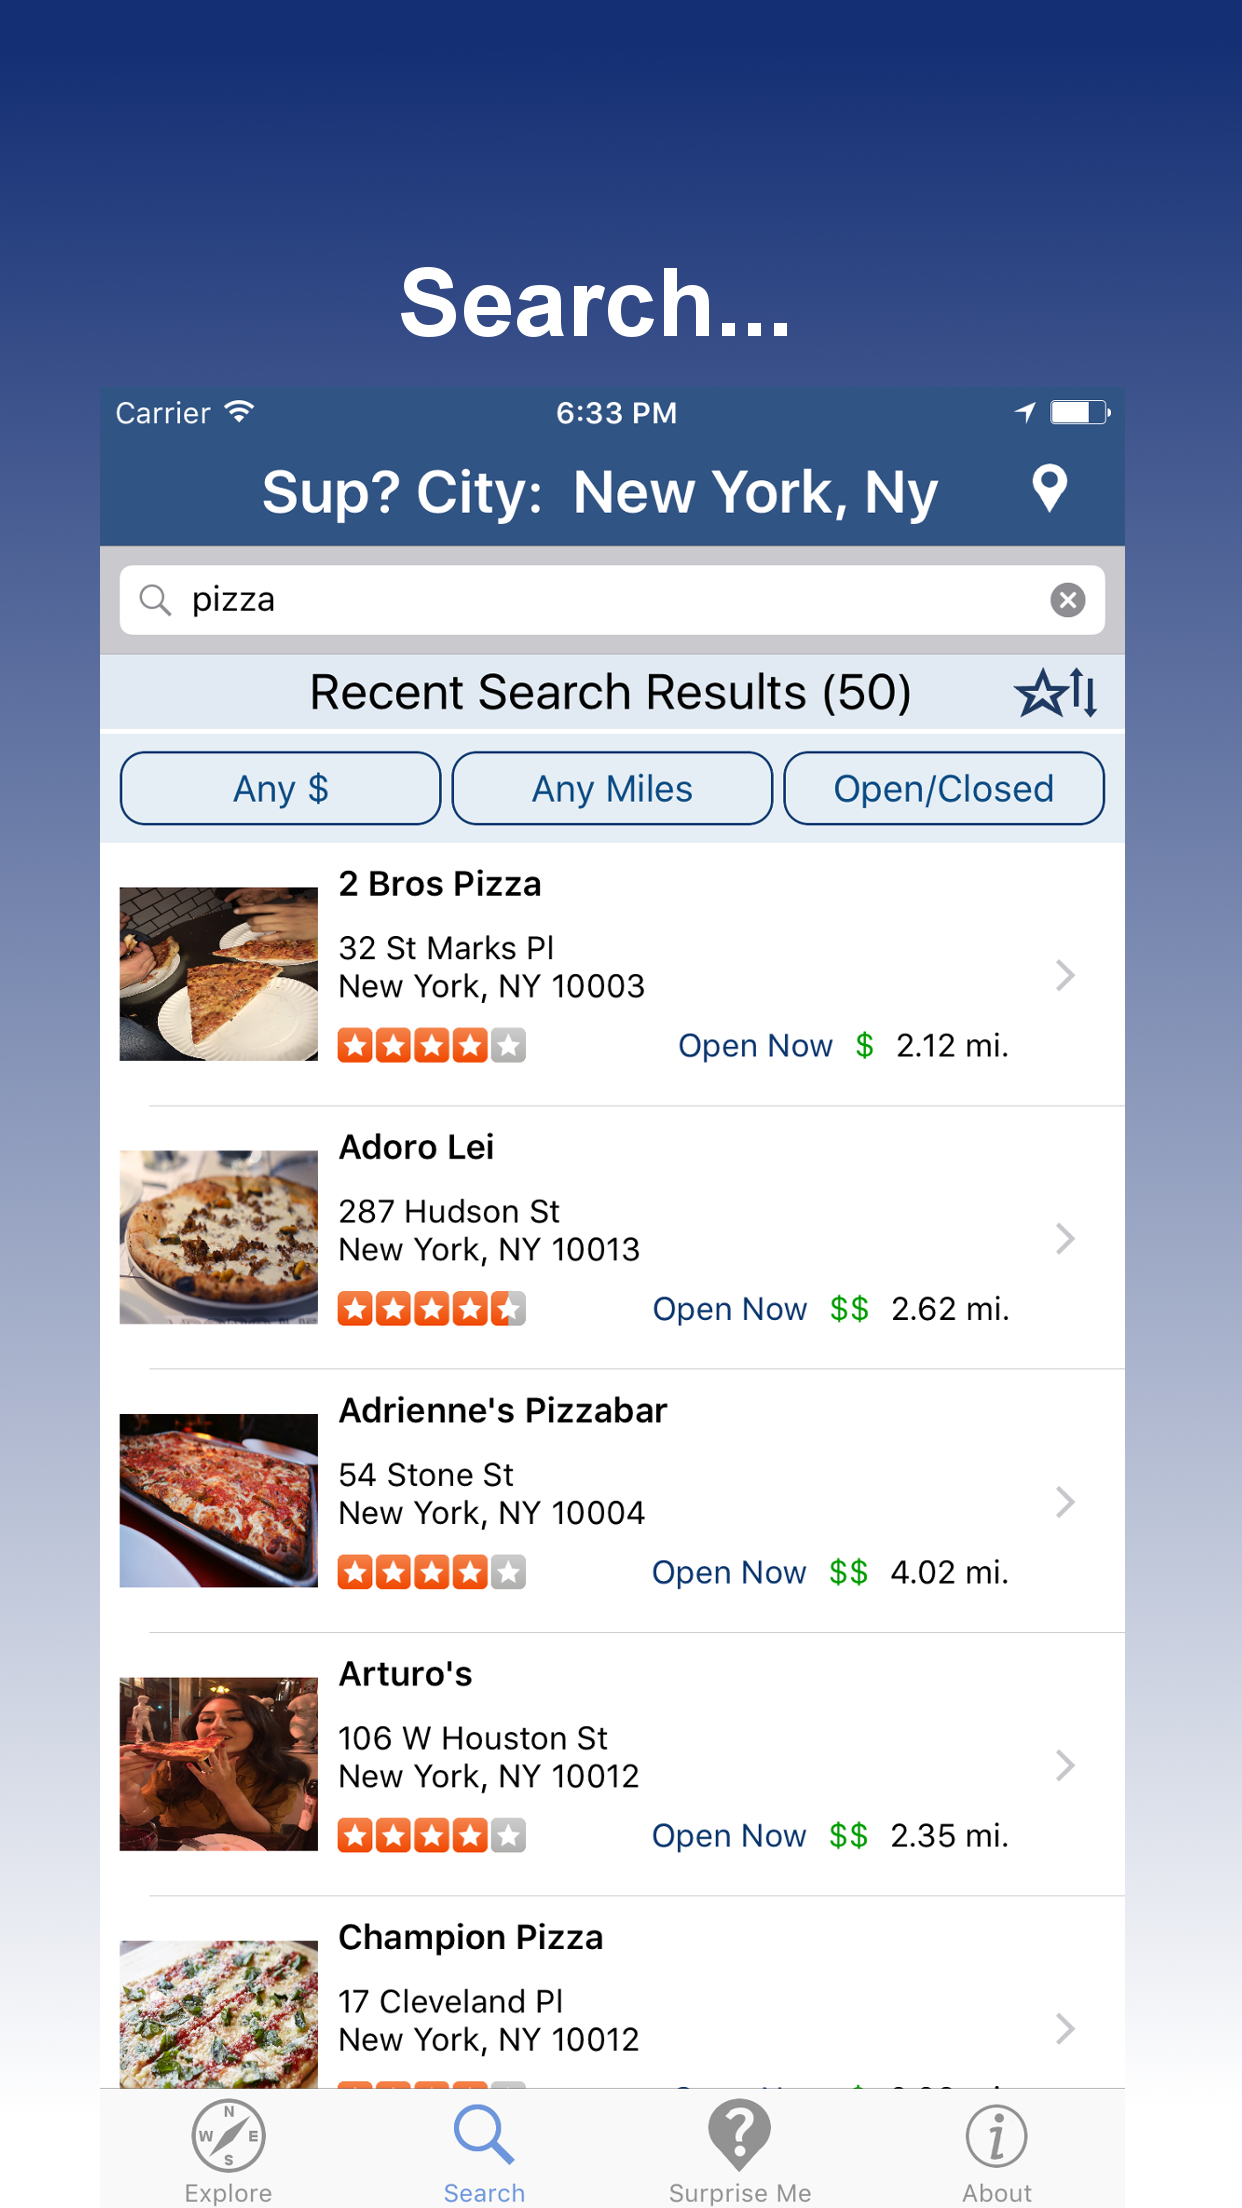 Search...
Carrier
6:33 PM
Sup? City:  New York, Ny
pizza
Recent Search Results (50)
Any $
Any Miles
Open/Closed
2 Bros Pizza
32 St Marks Pl
New York, NY 10003
Open Now $ 2.12 mi.
Adoro Lei
287 Hudson St
New York, NY 10013
Open Now $$ 2.62 mi.
Adrienne's Pizzabar
54 Stone St
New York, NY 10004
Open Now $$ 4.02 mi.
Arturo's
106 W Houston St
New York, NY 10012
Open Now $$ 2.35 mi.
Champion Pizza
17 Cleveland Pl
New York, NY 10012
N
W E
S
Explore
Search
Surprise Me
About